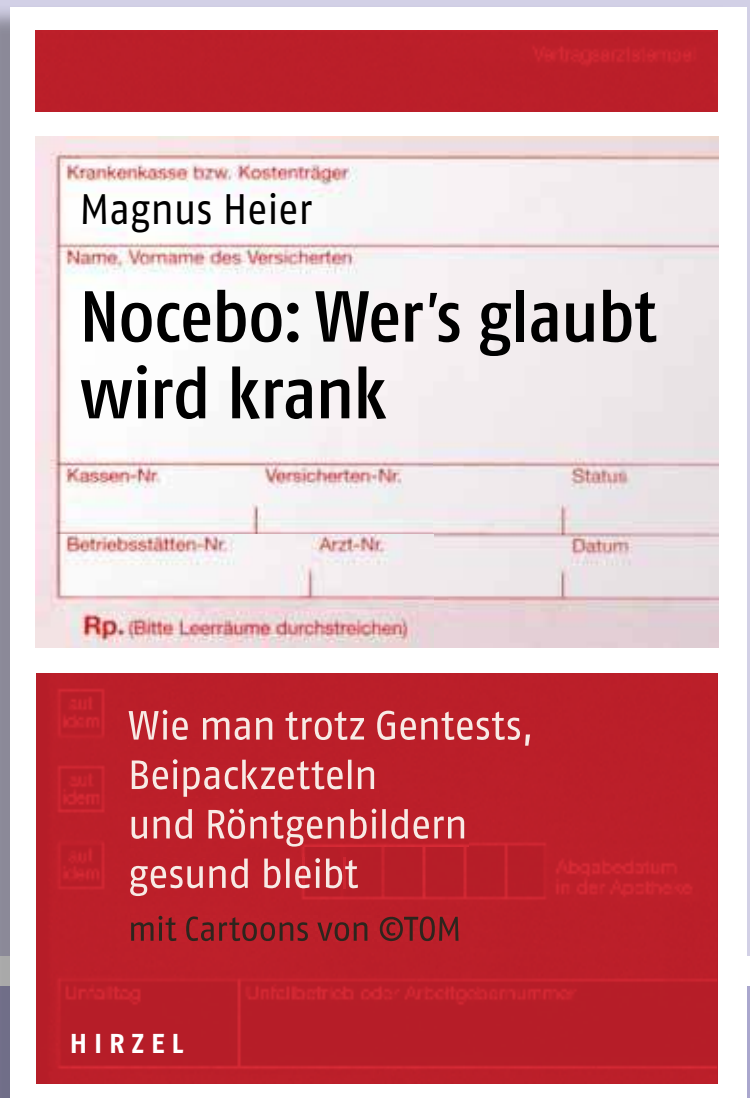 Vertragsarztstempel
Krankenkasse bzw. Kostenträger
Magnus Heier
Name, Vorname des Versicherten
Nocebo: Wer's glaubt
wird krank
Kassen-Nr. Versicherten-Nr. Status
Betriebsstätten-Nr. Arzt-Nr. Datum
Rp. (Bitte Leerräume durchstreichen)
aut
idem
Wie man trotz Gentests,
Beipackzetteln
aut
idem
und Röntgenbildern
gesund bleibt
aut
idem
Abgabedatum
in der Apotheke
mit Cartoons von ©TOM
Unfalltag Unfallbetrieb oder Arbeitgebernummer
HIRZEL